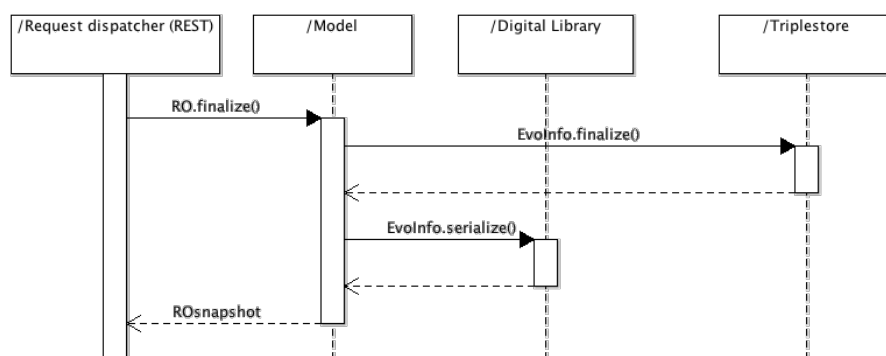 /Request dispatcher (REST)
/Model
/Digital Library
/Triplestore
RO.finalize()
EvoInfo.finalize()
EvoInfo.serialize()
ROsnapshot